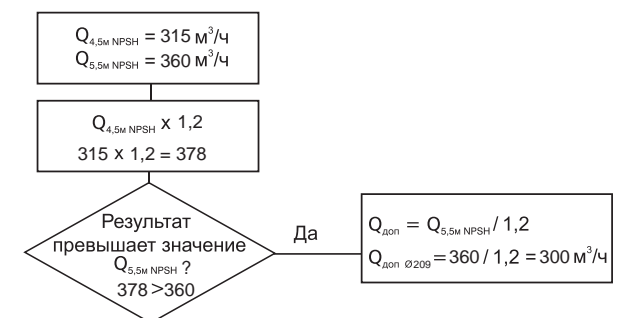 Q4,5м NPSH = 315 м³/ч
Q5,5м NPSH = 360 м³/ч
Q4,5м NPSH x 1,2
315 x 1,2 = 378
Результат
превышает значение
Q5,5м NPSH ?
378 >360
Да
Qдоп = Q5,5м NPSH / 1,2
Qдоп Ø209 = 360 / 1,2 = 300 м³/ч